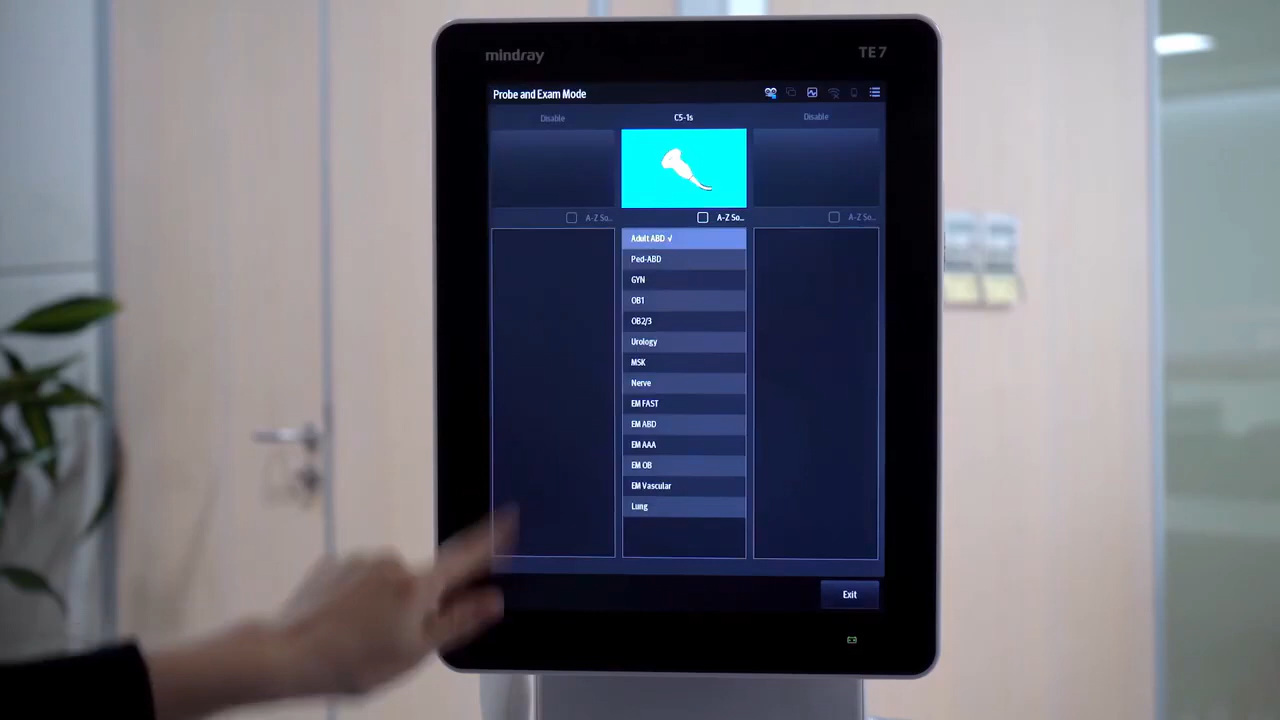 mindray
TE7
Probe and Exam Mode
Disable
C5-1s
Disable
A-Z So...
A-Z So...
A-Z So...
Adult ABD √
Ped-ABD
GYN
OB1
OB2/3
Urology
MSK
Nerve
EM FAST
EM ABD
EM AAA
EM OB
EM Vascular
Lung
Exit